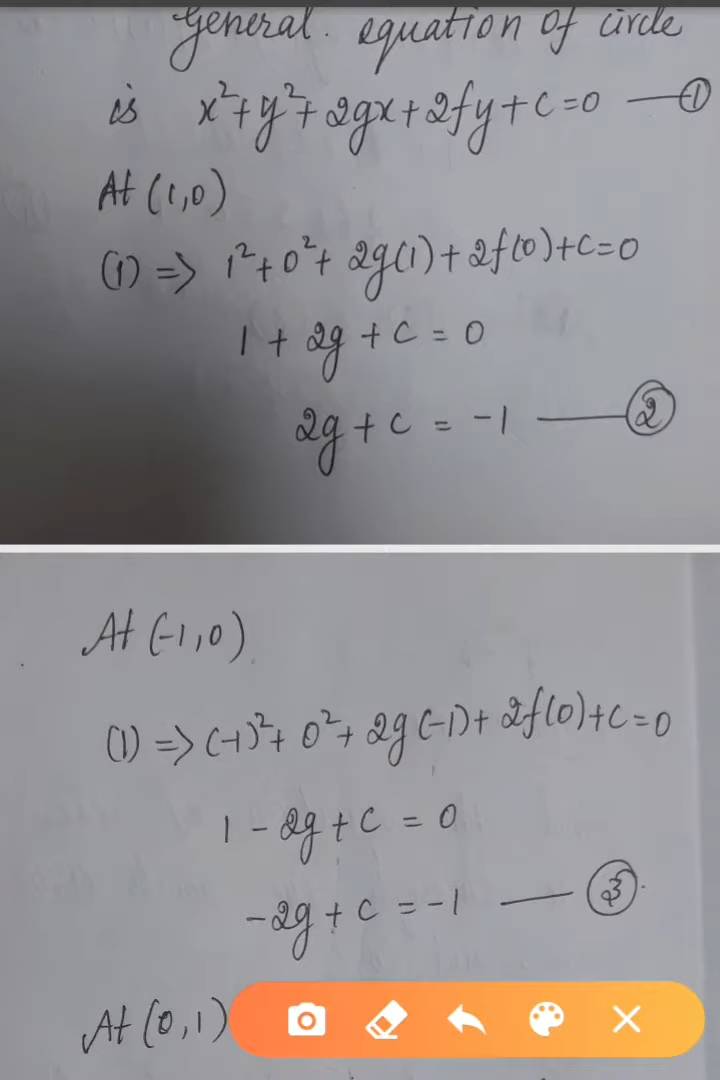 General. equation of circle
is x²+y²+2gx+2fy+c=0 —①
At (1,0)
(1) => 1²+0²+ 2g(1)+2f(0)+c=0
1 + 2g + c = 0
2g + c = -1 —②
At (-1,0)
(1) => (-1)²+ 0²+ 2g(-1)+ 2f(0)+c=0
1 - 2g + c = 0
-2g + c = -1 —③
At (0,1)